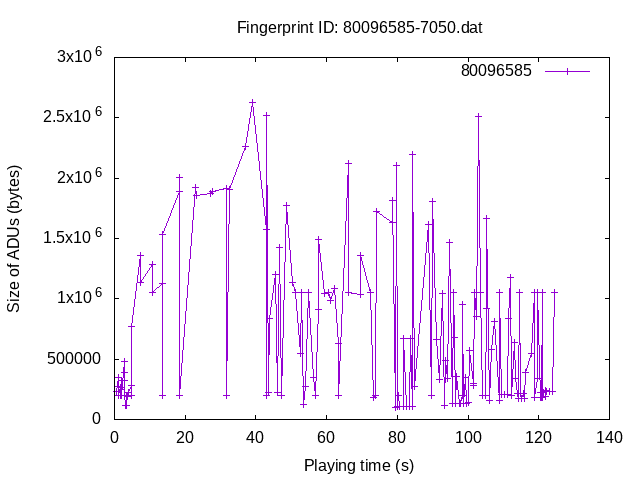 Fingerprint ID: 80096585-7050.dat
3x10^6
80096585
2.5x10^6
2x10^6
1.5x10^6
1x10^6
500000
0
Size of ADUs (bytes)
0 20 40 60 80 100 120 140
Playing time (s)